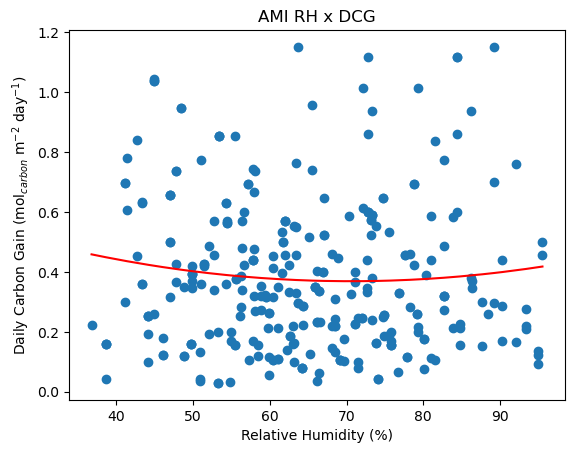 AMI RH x DCG
Daily Carbon Gain (mol$_{carbon}$ m$^{-2}$ day$^{-1}$)
1.2
1.0
0.8
0.6
0.4
0.2
0.0
40 50 60 70 80 90
Relative Humidity (%)